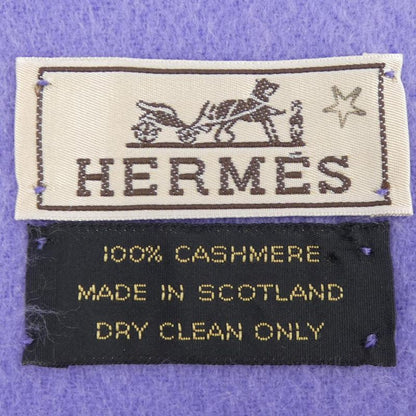 HERMÈS
100% CASHMERE
MADE IN SCOTLAND
DRY CLEAN ONLY